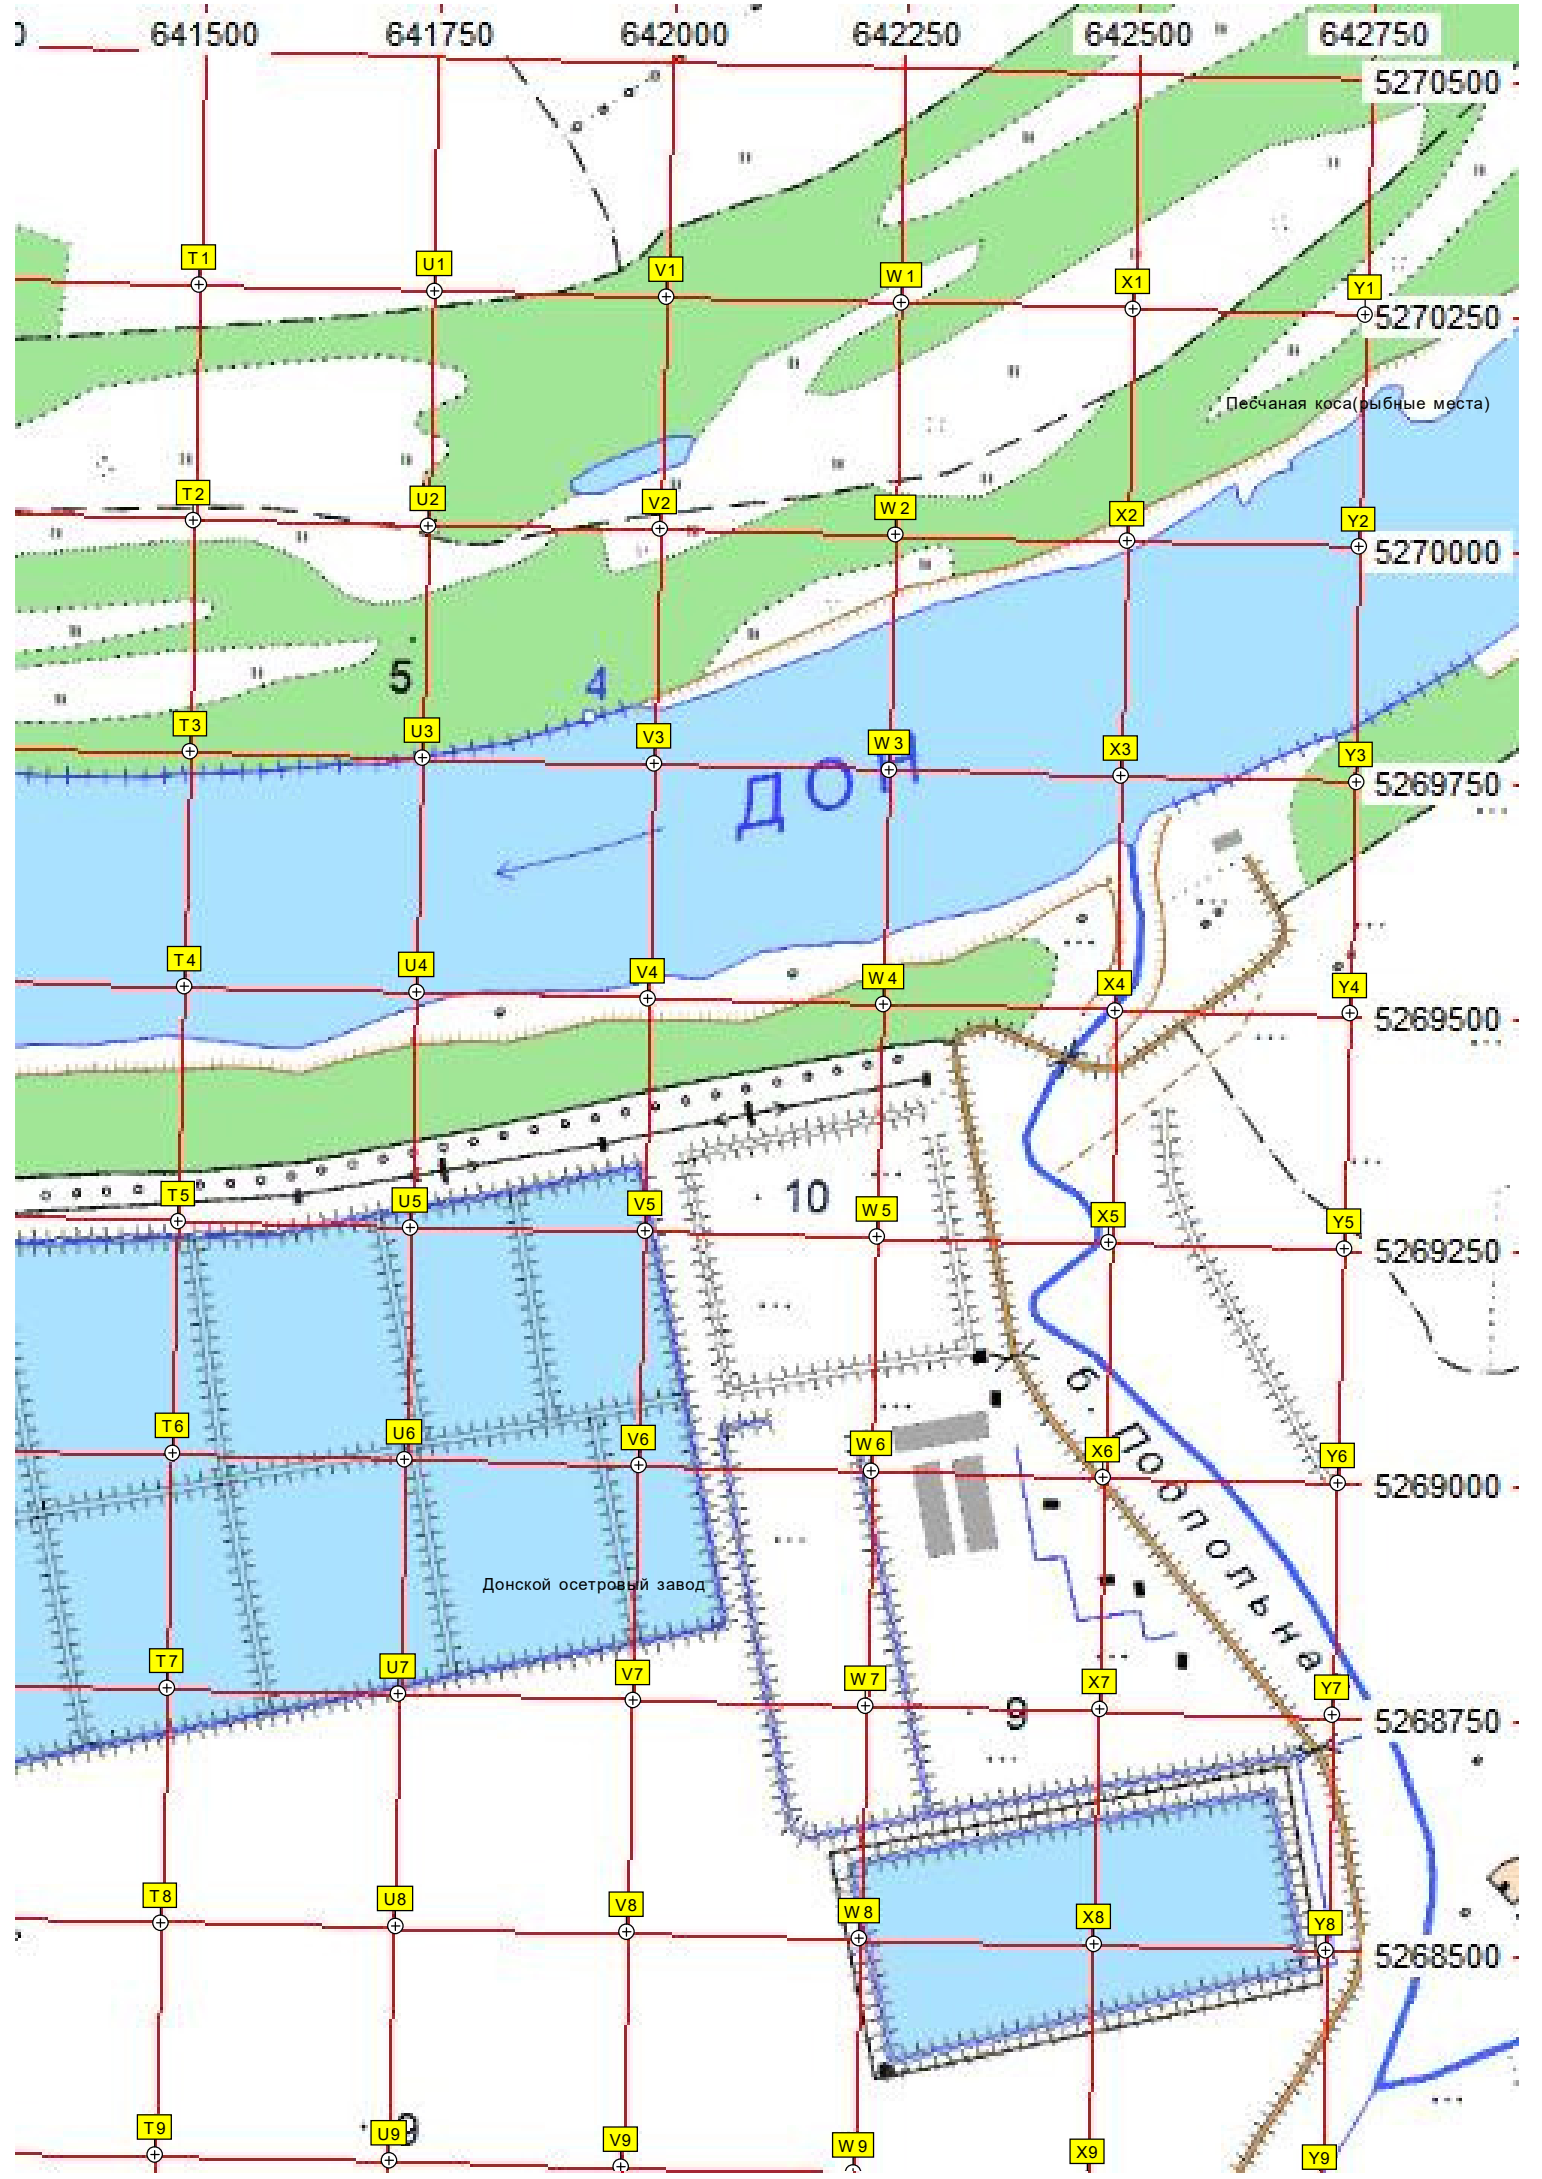 0 641500 641750 642000 642250 642500 642750
5270500
T1 U1 V1 W1 X1 Y1
5270250
Песчаная коса(рыбные места)
T2 U2 V2 W2 X2 Y2
5270000
5 4
T3 U3 V3 W3 X3 Y3
ДОН
5269750
T4 U4 V4 W4 X4 Y4
5269500
10
T5 U5 V5 W5 X5 Y5
5269250
б. Подпольная
T6 U6 V6 W6 X6 Y6
5269000
Донской осетровый завод
T7 U7 V7 W7 X7 Y7
9
5268750
T8 U8 V8 W8 X8 Y8
5268500
9
T9 U9 V9 W9 X9 Y9